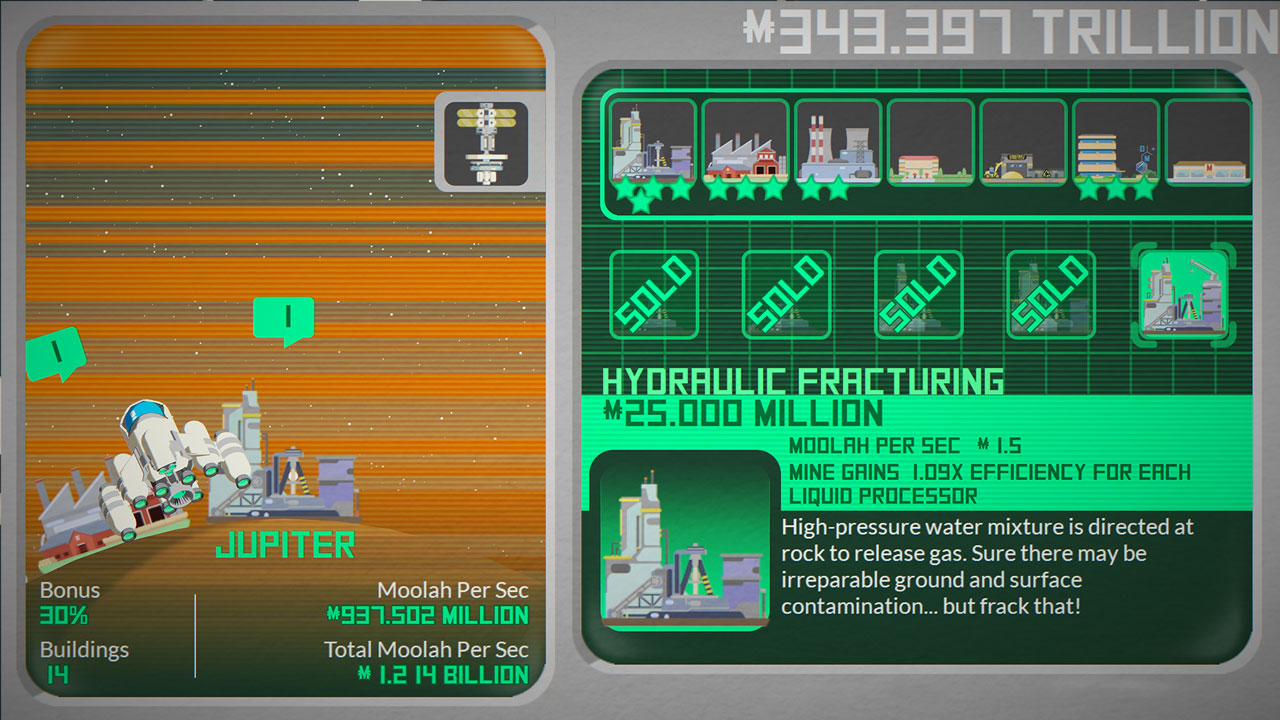 ₥343.397 TRILLION
I
I
JUPITER
Bonus
30%
Buildings
14
Moolah Per Sec
₥937.502 MILLION
Total Moolah Per Sec
₥ 1.2 14 BILLION
SOLD
SOLD
SOLD
SOLD
HYDRAULIC FRACTURING
₥25.000 MILLION
MOOLAH PER SEC ₥ 1.5
MINE GAINS 1.09X EFFICIENCY FOR EACH
LIQUID PROCESSOR
High-pressure water mixture is directed at
rock to release gas. Sure there may be
irreparable ground and surface
contamination... but frack that!